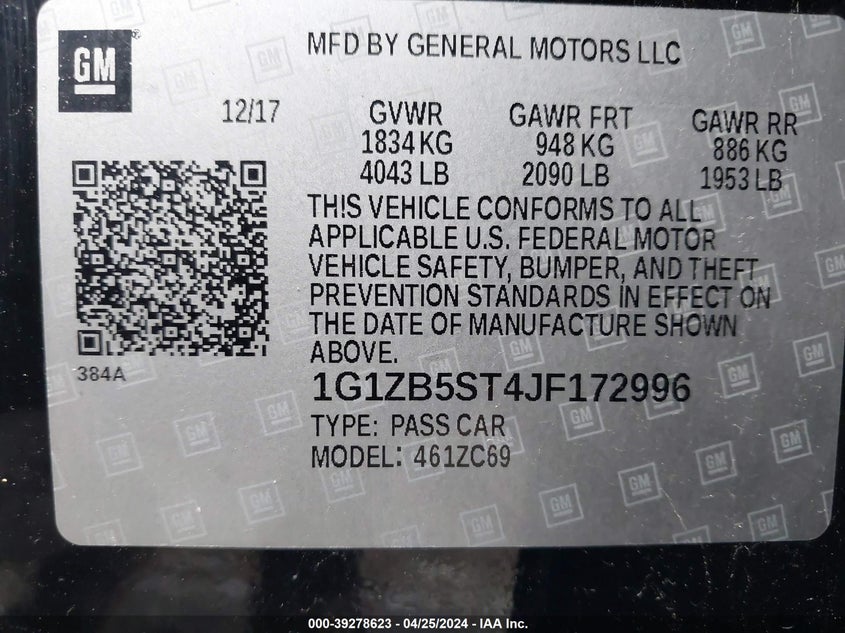 GM
MFD BY GENERAL MOTORS LLC
12/17
GVWR GAWR FRT GAWR RR
1834 KG 948 KG 886 KG
4043 LB 2090 LB 1953 LB
THIS VEHICLE CONFORMS TO ALL
APPLICABLE U.S. FEDERAL MOTOR
VEHICLE SAFETY, BUMPER, AND THEFT
PREVENTION STANDARDS IN EFFECT ON
THE DATE OF MANUFACTURE SHOWN
ABOVE.
384A
1G1ZB5ST4JF172996
TYPE: PASS CAR
MODEL: 461ZC69
000-39278623 - 04/25/2024 - IAA Inc.